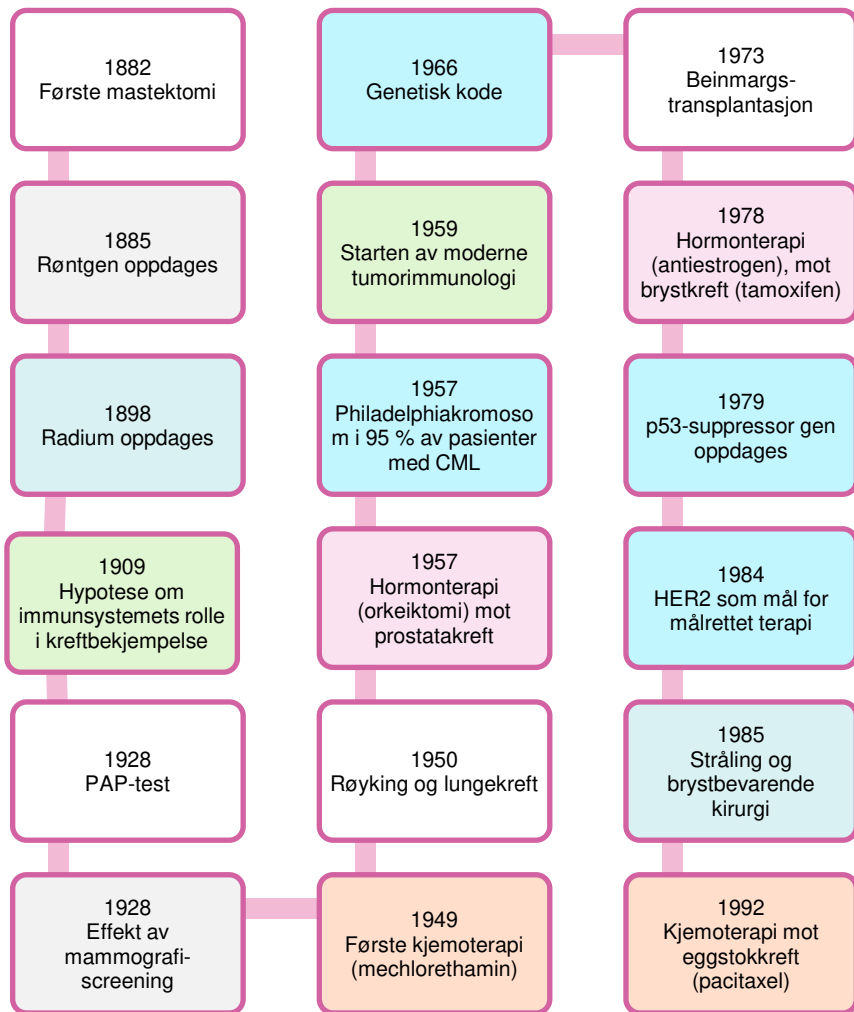 1882
Første mastektomi
1885
Røntgen oppdages
1898
Radium oppdages
1909
Hypotese om
immunsystemets rolle
i kreftbekjempelse
1928
PAP-test
1928
Effekt av
mammografi-
screening
1949
Første kjemoterapi
(mechlorethamin)
1950
Røyking og lungekreft
1957
Hormonterapi
(orkeiktomi) mot
prostatakreft
1957
Philadelphiakromoso
m i 95 % av pasienter
med CML
1959
Starten av moderne
tumorimmunologi
1966
Genetisk kode
1973
Beinmargs-
transplantasjon
1978
Hormonterapi
(antiestrogen), mot
brystkreft (tamoxifen)
1979
p53-suppressor gen
oppdages
1984
HER2 som mål for
målrettet terapi
1985
Stråling og
brystbevarende
kirurgi
1992
Kjemoterapi mot
eggstokkreft
(pacitaxel)